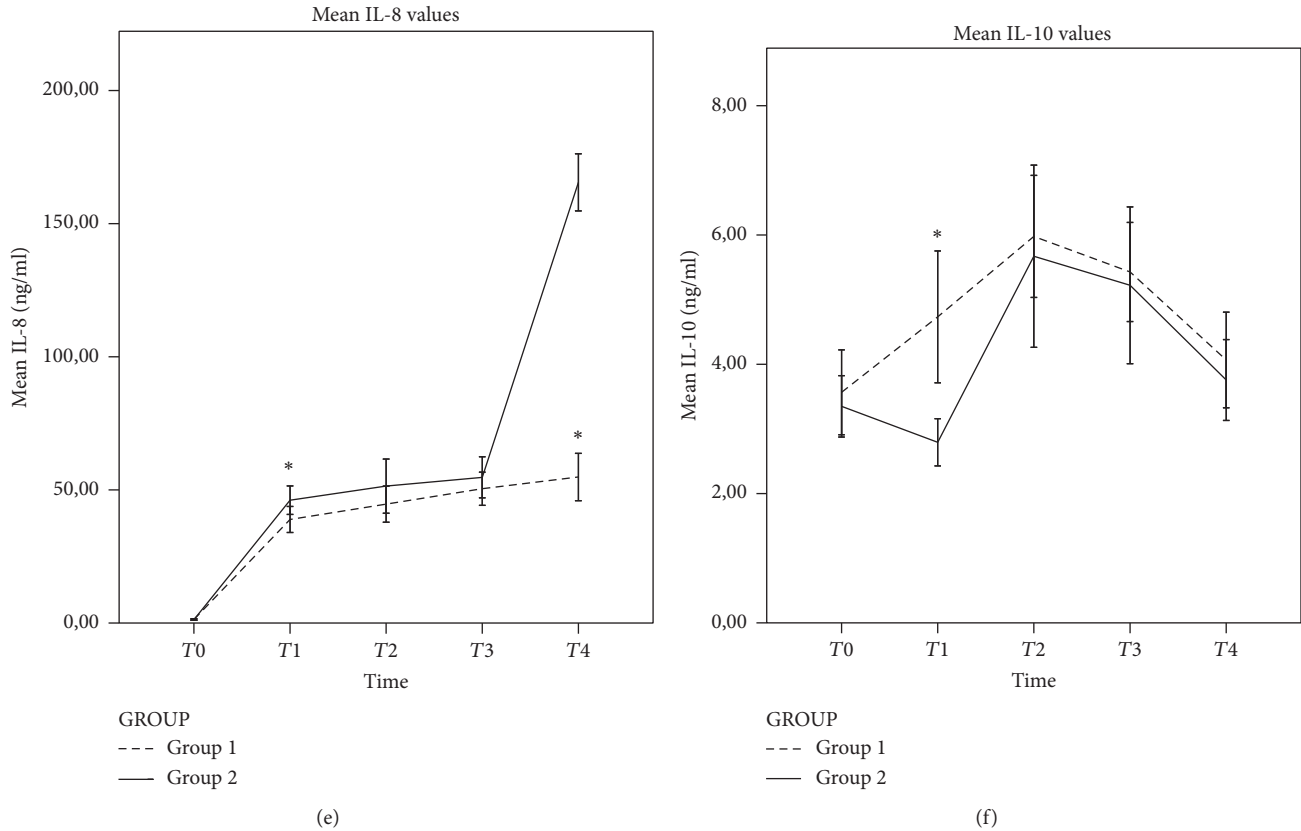 Mean IL-8 values
200,00
150,00
100,00
50,00
0,00
Mean IL-8 (ng/ml)
*
*
T0 T1 T2 T3 T4
Time
GROUP
Group 1
Group 2
(e)
Mean IL-10 values
8,00
6,00
4,00
2,00
0,00
Mean IL-10 (ng/ml)
*
T0 T1 T2 T3 T4
Time
GROUP
Group 1
Group 2
(f)